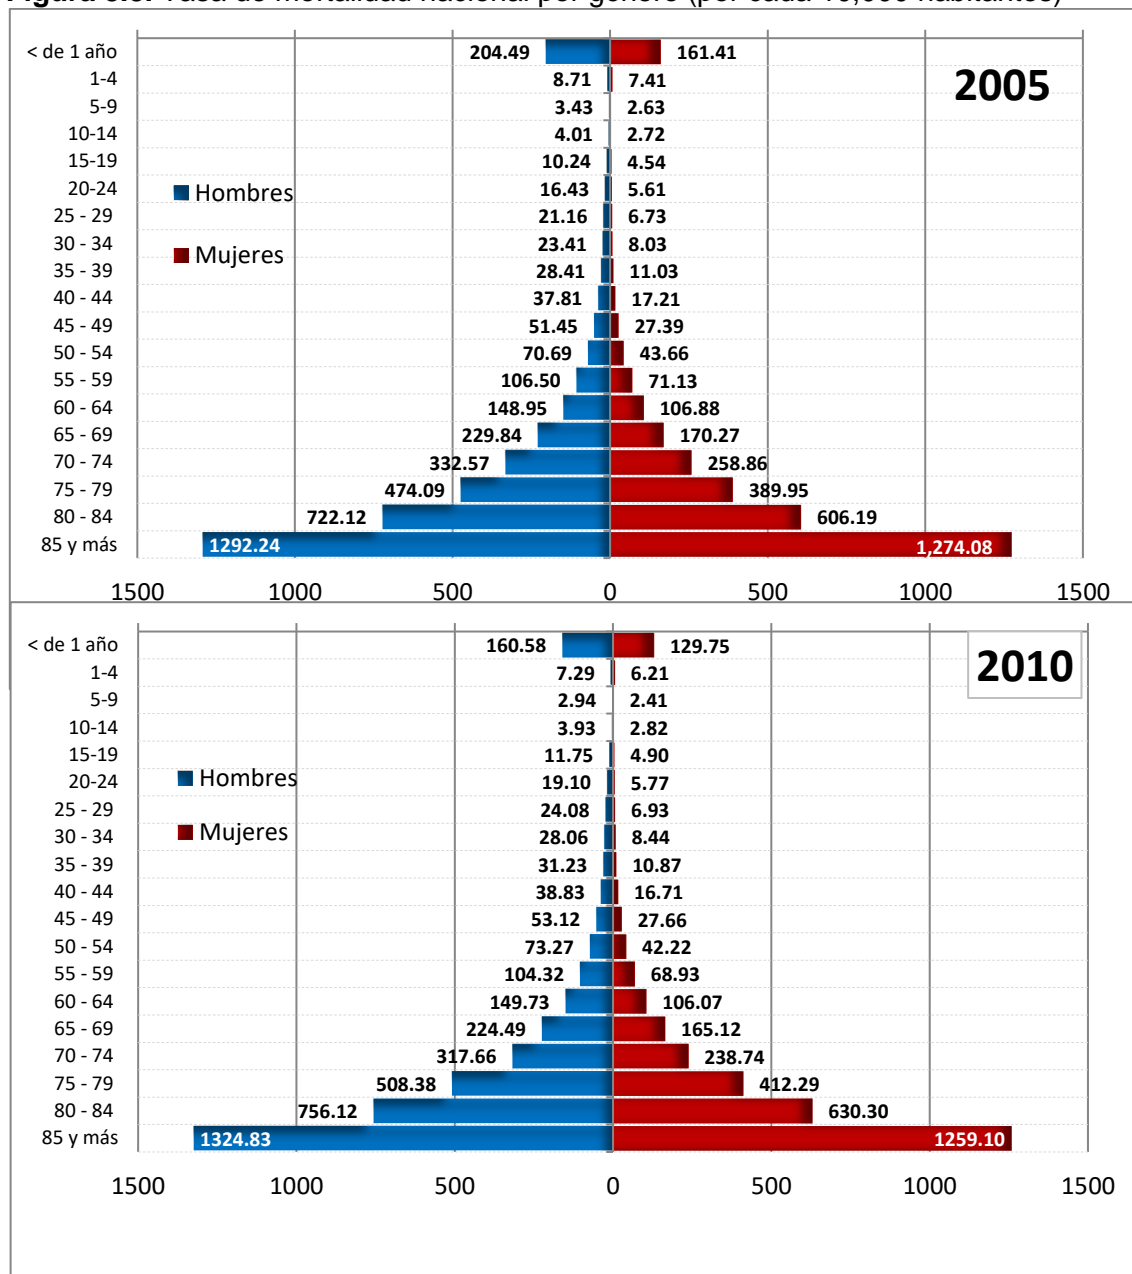 Figura 3.3. Tasa de mortalidad nacional por género (por cada 10,000 habitantes)
2005
< de 1 año 204.49 161.41
1-4 8.71 7.41
5-9 3.43 2.63
10-14 4.01 2.72
15-19 10.24 4.54
20-24 16.43 5.61
25 - 29 21.16 6.73
30 - 34 23.41 8.03
35 - 39 28.41 11.03
40 - 44 37.81 17.21
45 - 49 51.45 27.39
50 - 54 70.69 43.66
55 - 59 106.50 71.13
60 - 64 148.95 106.88
65 - 69 229.84 170.27
70 - 74 332.57 258.86
75 - 79 474.09 389.95
80 - 84 722.12 606.19
85 y más 1292.24 1,274.08
Hombres
Mujeres
1500 1000 500 0 500 1000 1500
2010
< de 1 año 160.58 129.75
1-4 7.29 6.21
5-9 2.94 2.41
10-14 3.93 2.82
15-19 11.75 4.90
20-24 19.10 5.77
25 - 29 24.08 6.93
30 - 34 28.06 8.44
35 - 39 31.23 10.87
40 - 44 38.83 16.71
45 - 49 53.12 27.66
50 - 54 73.27 42.22
55 - 59 104.32 68.93
60 - 64 149.73 106.07
65 - 69 224.49 165.12
70 - 74 317.66 238.74
75 - 79 508.38 412.29
80 - 84 756.12 630.30
85 y más 1324.83 1259.10
Hombres
Mujeres
1500 1000 500 0 500 1000 1500